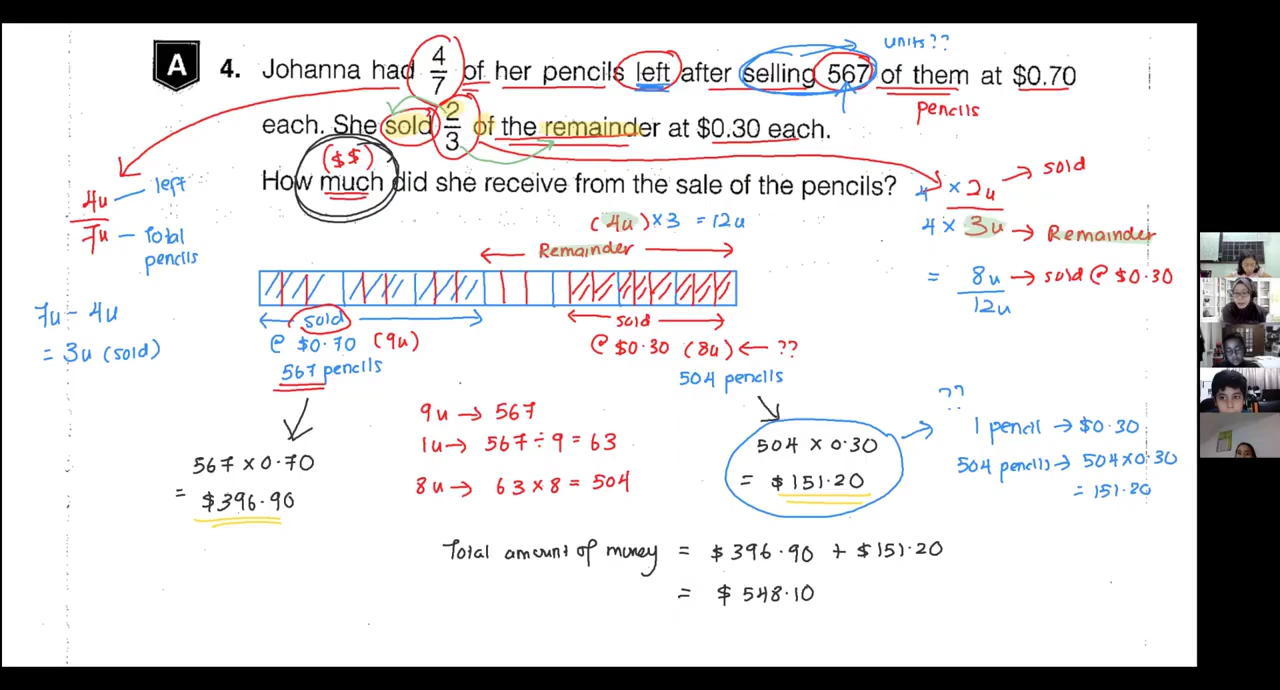 units??
A 4. Johanna had 4/7 of her pencils left after selling 567 of them at $0.70
pencils
each. She sold 2/3 of the remainder at $0.30 each.
($$)
How much did she receive from the sale of the pencils?
4u — left
7u — Total pencils
7u - 4u
= 3u (sold)
4 × 2u → sold
4 × 3u → Remainder
= 8u → sold @ $0.30
12u
(4u) × 3 = 12u
Remainder
sold
@ $0.70 (9u)
567 pencils
sold
@ $0.30 (8u) ← ??
504 pencils
567 × 0.70
= $396.90
9u → 567
1u → 567 ÷ 9 = 63
8u → 63 × 8 = 504
504 × 0.30
= $151.20
??
1 pencil → $0.30
504 pencils → 504 × 0.30
= 151.20
Total amount of money = $396.90 + $151.20
= $548.10